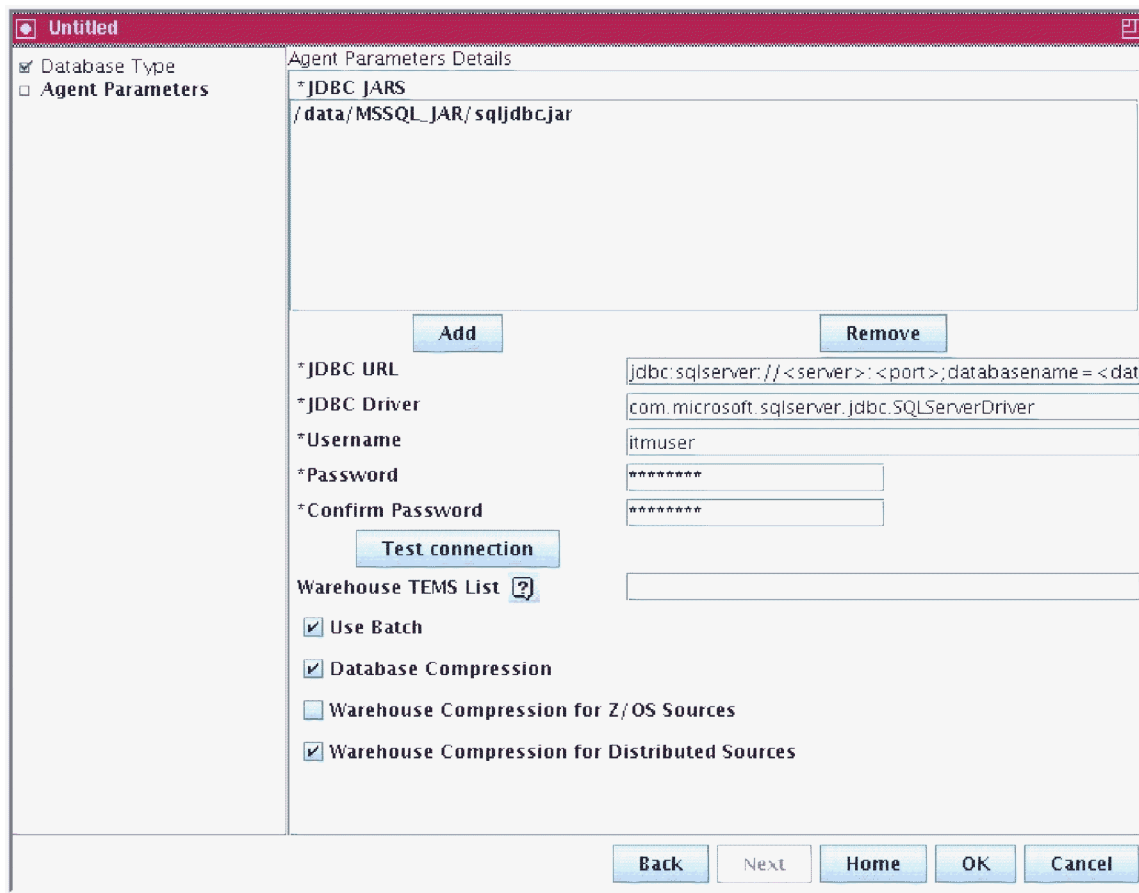 Untitled
Database Type
Agent Parameters
Agent Parameters Details
*JDBC JARS
/data/MSSQL_JAR/sqljdbc.jar
Add Remove
*JDBC URL jdbc:sqlserver://<server>:<port>;databasename=<dat
*JDBC Driver com.microsoft.sqlserver.jdbc.SQLServerDriver
*Username itmuser
*Password ********
*Confirm Password ********
Test connection
Warehouse TEMS List ?
Use Batch
Database Compression
Warehouse Compression for Z/OS Sources
Warehouse Compression for Distributed Sources
Back Next Home OK Cancel